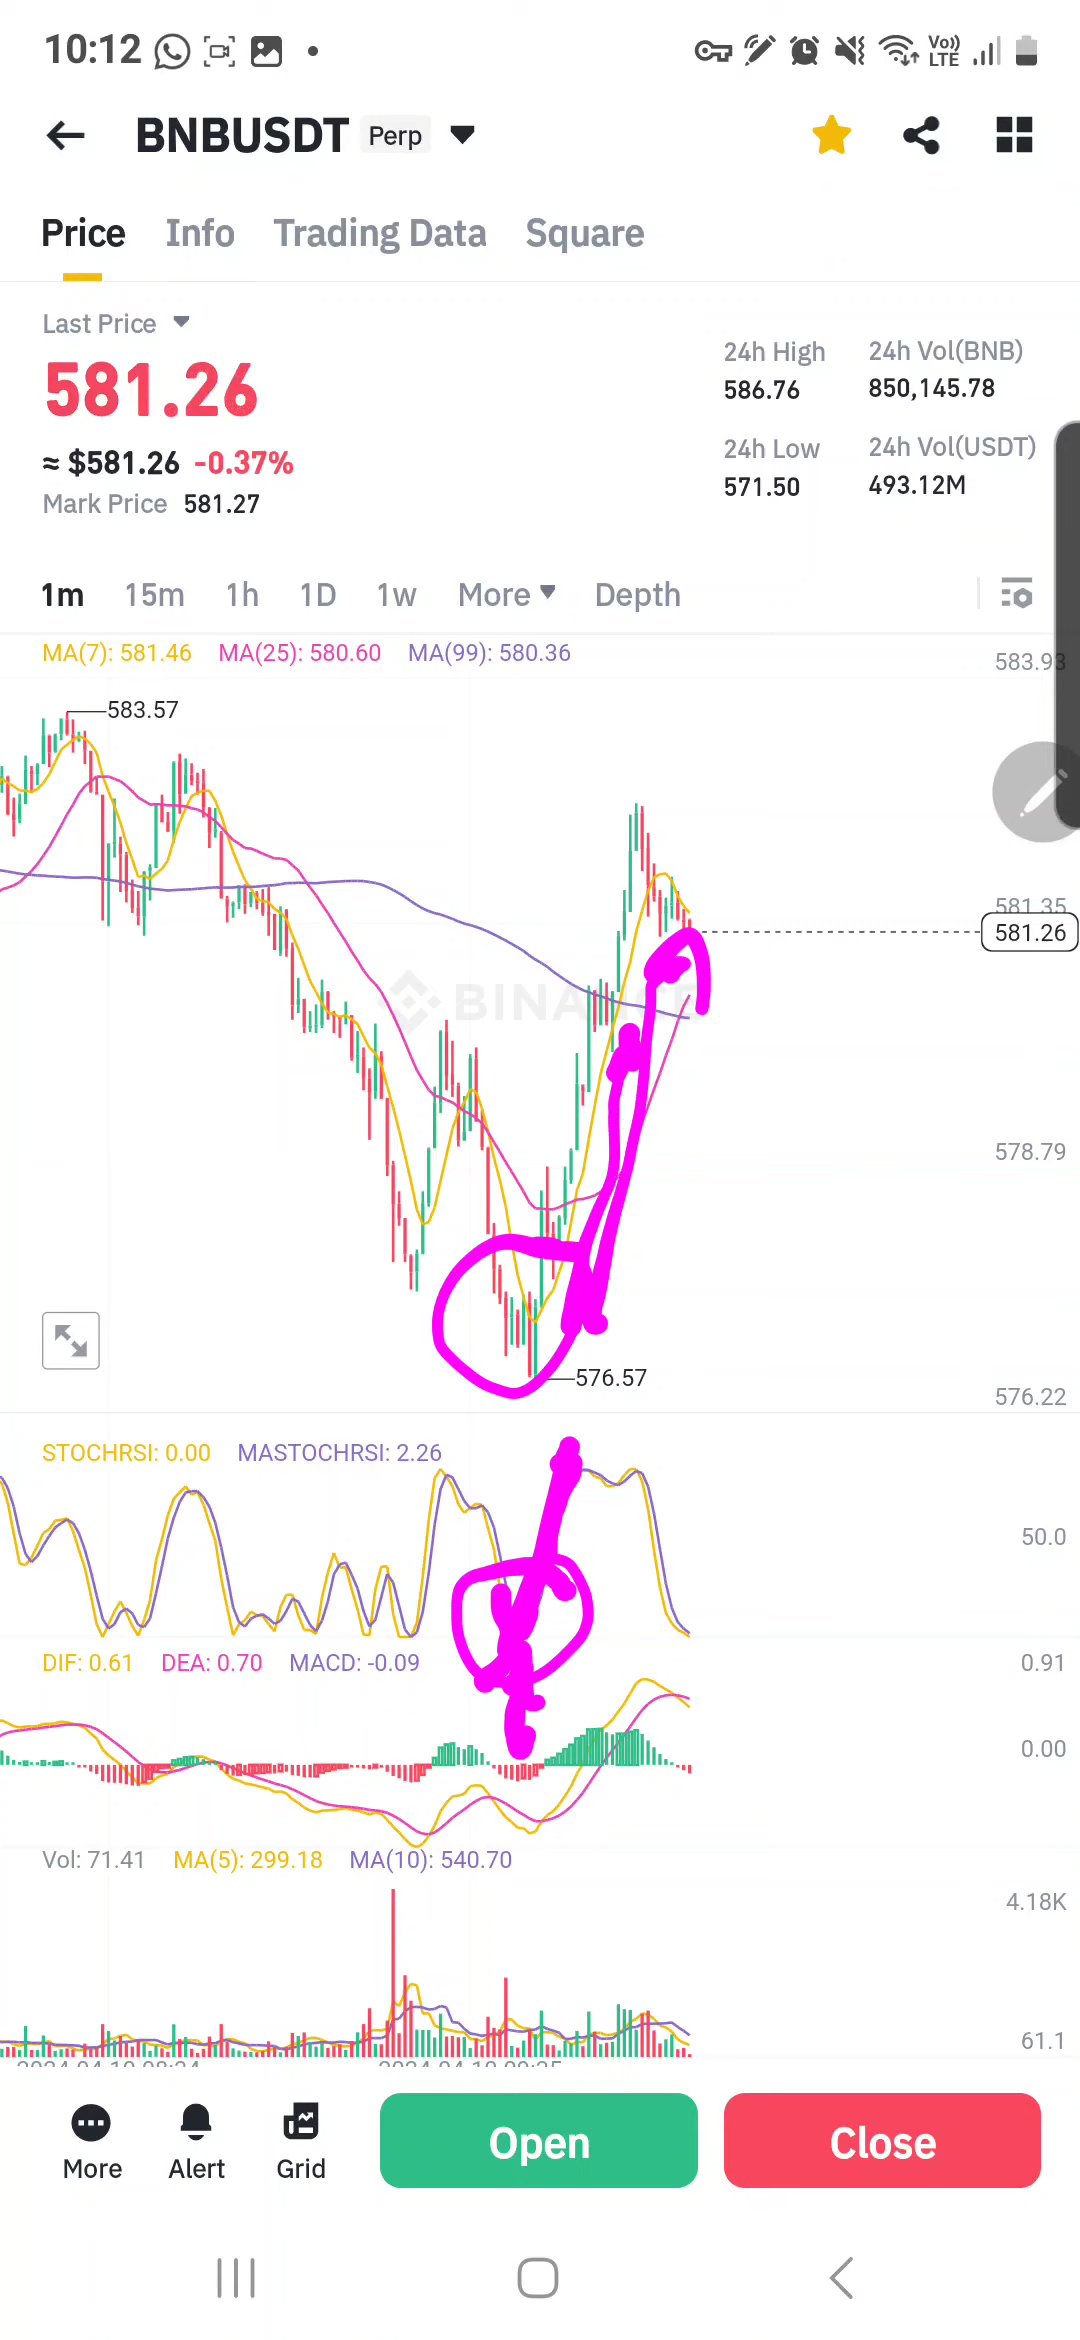 10:12
Vo)) LTE
BNBUSDT Perp
Price Info Trading Data Square
Last Price
581.26
≈ $581.26 -0.37%
Mark Price 581.27
24h High
586.76
24h Vol(BNB)
850,145.78
24h Low
571.50
24h Vol(USDT)
493.12M
1m 15m 1h 1D 1w More Depth
MA(7): 581.46 MA(25): 580.60 MA(99): 580.36
583.93
583.57
581.35
581.26
578.79
576.57
576.22
STOCHRSI: 0.00 MASTOCHRSI: 2.26
50.0
DIF: 0.61 DEA: 0.70 MACD: -0.09
0.91
0.00
Vol: 71.41 MA(5): 299.18 MA(10): 540.70
4.18K
61.1
More Alert Grid Open Close